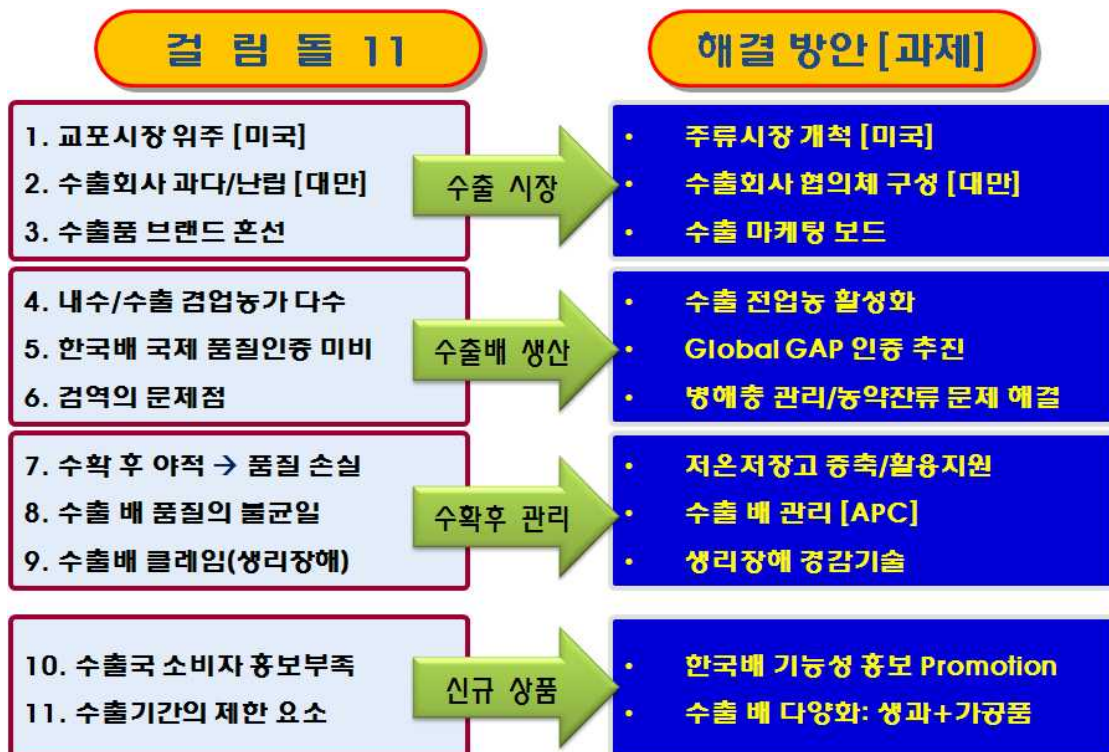 걸 림 돌 11
해결 방안 [과제]
1. 교포시장 위주 [미국]
2. 수출회사 과다/난립 [대만]
3. 수출품 브랜드 혼선
수출 시장
• 주류시장 개척 [미국]
• 수출회사 협의체 구성 [대만]
• 수출 마케팅 보드
4. 내수/수출 겸업농가 다수
5. 한국배 국제 품질인증 미비
6. 검역의 문제점
수출배 생산
• 수출 전업농 활성화
• Global GAP 인증 추진
• 병해충 관리/농약잔류 문제 해결
7. 수확 후 야적 → 품질 손실
8. 수출 배 품질의 불균일
9. 수출배 클레임(생리장해)
수확후 관리
• 저온저장고 증축/활용지원
• 수출 배 관리 [APC]
• 생리장해 경감기술
10. 수출국 소비자 홍보부족
11. 수출기간의 제한 요소
신규 상품
• 한국배 기능성 홍보 Promotion
• 수출 배 다양화: 생과+가공품